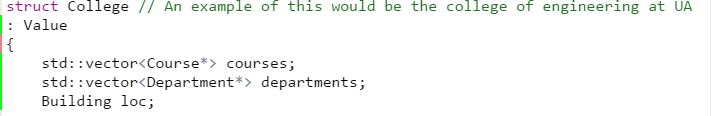 struct College // An example of this would be the college of engineering at UA
: Value
{
    std::vector<Course*> courses;
    std::vector<Department*> departments;
    Building loc;